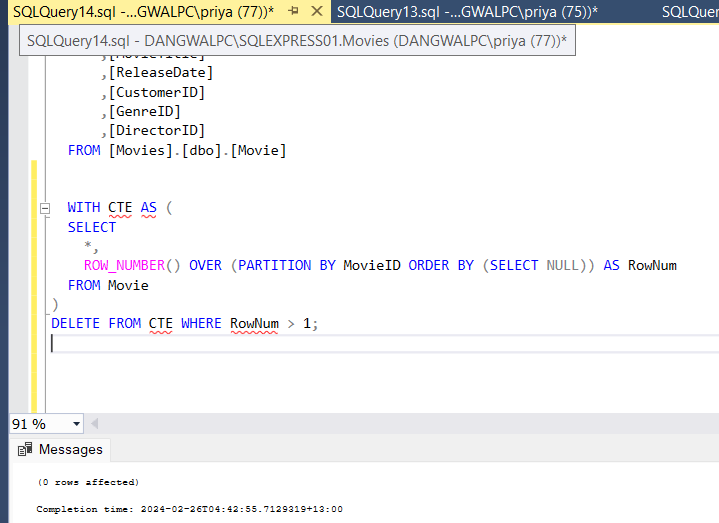 SQLQuery14.sql -...GWALPC\priya (77))* SQLQuery13.sql -...GWALPC\priya (75))* SQLQuery
SQLQuery14.sql - DANGWALPC\SQLEXPRESS01.Movies (DANGWALPC\priya (77))*
,[MovieTitle]
,[ReleaseDate]
,[CustomerID]
,[GenreID]
,[DirectorID]
FROM [Movies].[dbo].[Movie]
WITH CTE AS (
SELECT
*,
ROW_NUMBER() OVER (PARTITION BY MovieID ORDER BY (SELECT NULL)) AS RowNum
FROM Movie
)
DELETE FROM CTE WHERE RowNum > 1;
91 %
Messages
(0 rows affected)
Completion time: 2024-02-26T04:42:55.7129319+13:00